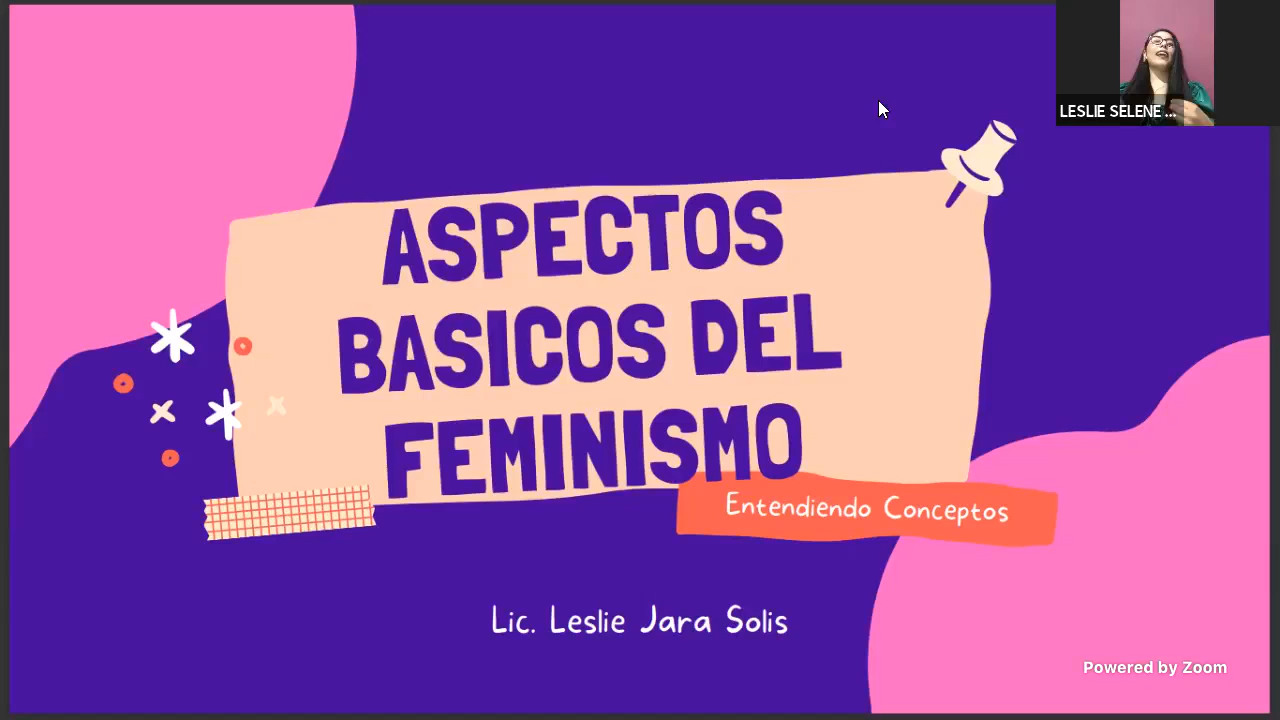 LESLIE SELENE ...
ASPECTOS
BASICOS DEL
FEMINISMO
Entendiendo Conceptos
Lic. Leslie Jara Solis
Powered by Zoom